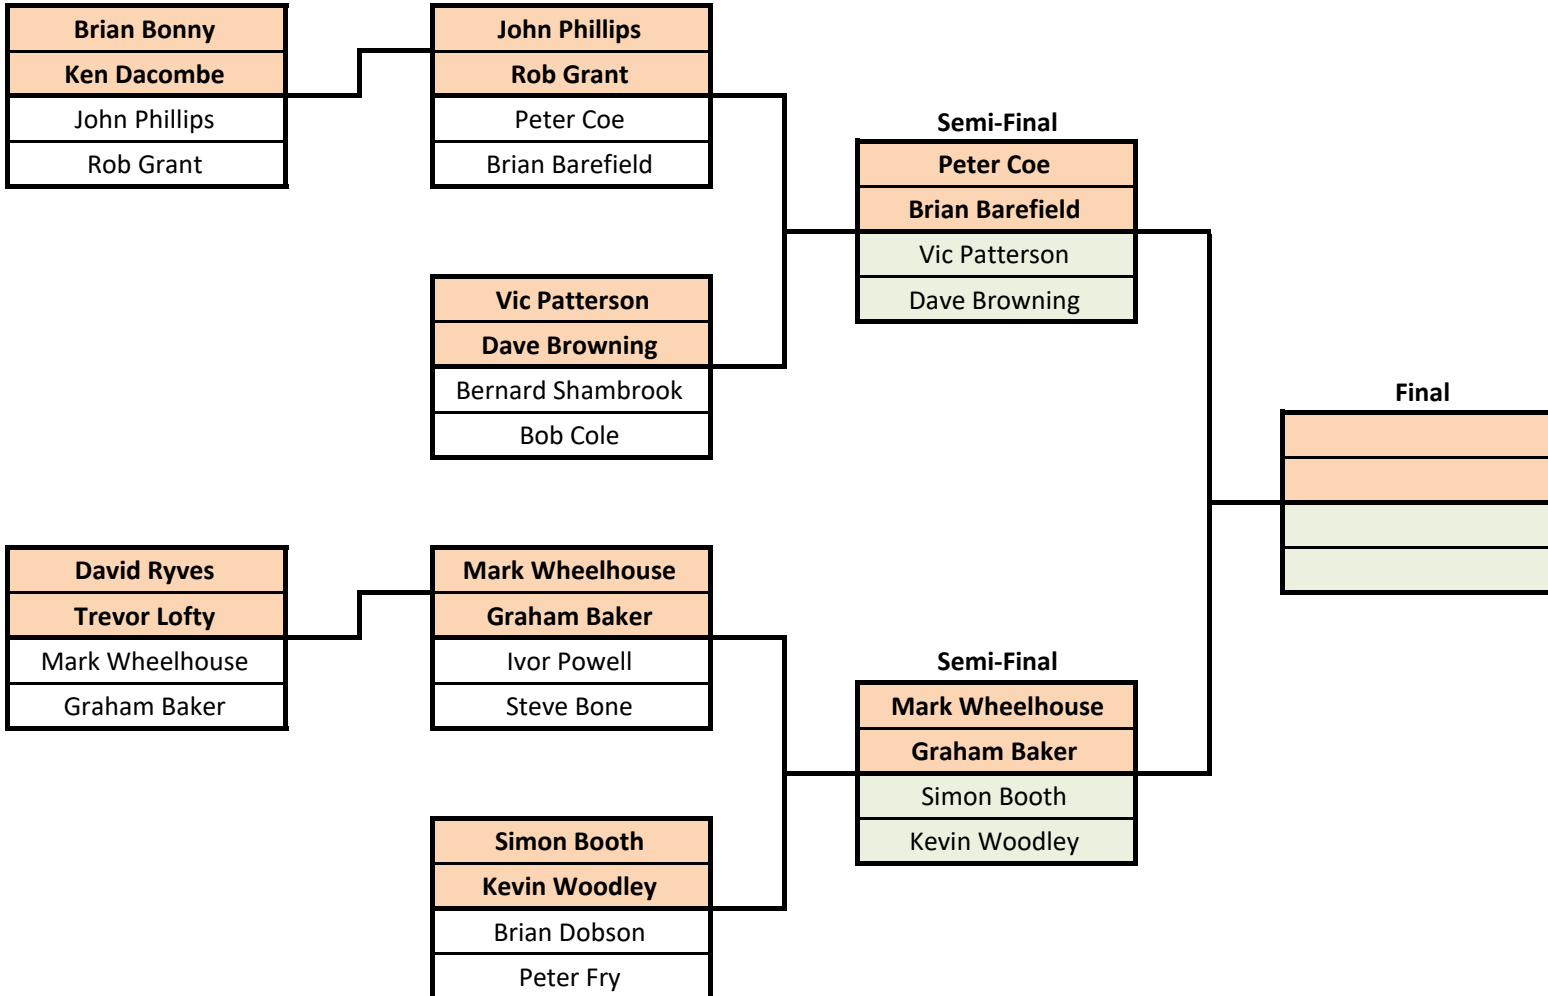 Brian Bonny
Ken Dacombe
John Phillips
Rob Grant
David Ryves
Trevor Lofty
Mark Wheelhouse
Graham Baker
John Phillips
Rob Grant
Peter Coe
Brian Barefield
Vic Patterson
Dave Browning
Bernard Shambrook
Bob Cole
Mark Wheelhouse
Graham Baker
Ivor Powell
Steve Bone
Simon Booth
Kevin Woodley
Brian Dobson
Peter Fry
Semi-Final
Peter Coe
Brian Barefield
Vic Patterson
Dave Browning
Semi-Final
Mark Wheelhouse
Graham Baker
Simon Booth
Kevin Woodley
Final